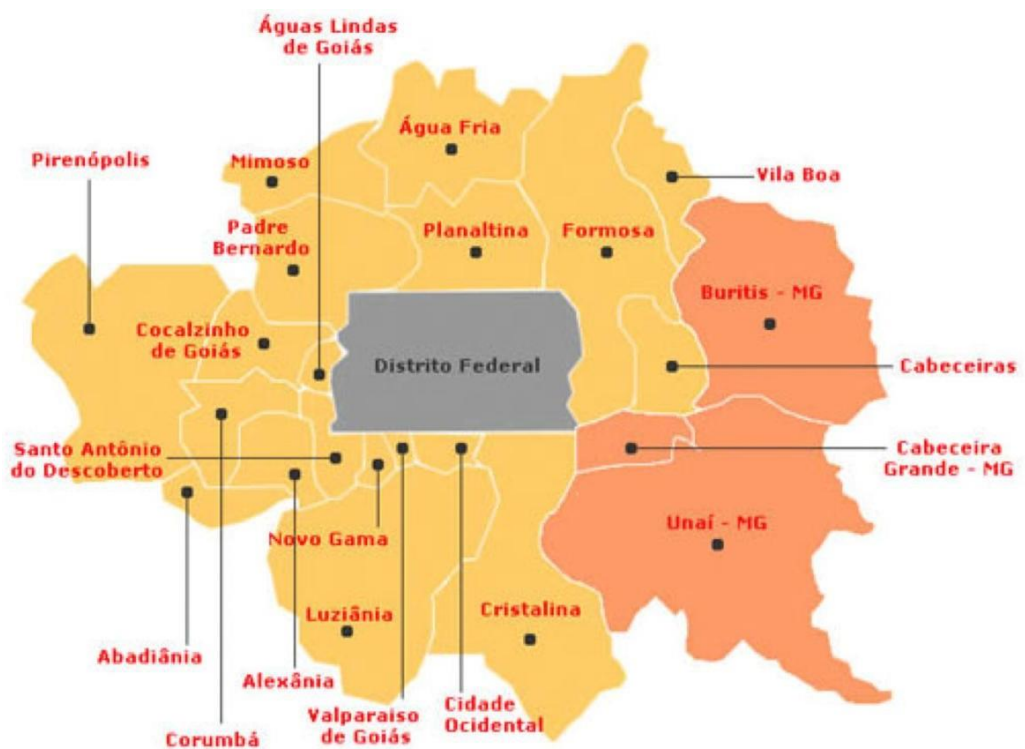 Águas Lindas
de Goiás
Água Fria
Pirenópolis
Mimoso
Vila Boa
Padre
Bernardo
Planaltina
Formosa
Buritis - MG
Cocalzinho
de Goiás
Distrito Federal
Cabeceiras
Santo Antônio
do Descoberto
Cabeceira
Grande - MG
Unaí - MG
Novo Gama
Luziânia
Cristalina
Abadiânia
Alexânia
Cidade
Ocidental
Valparaiso
de Goiás
Corumbá